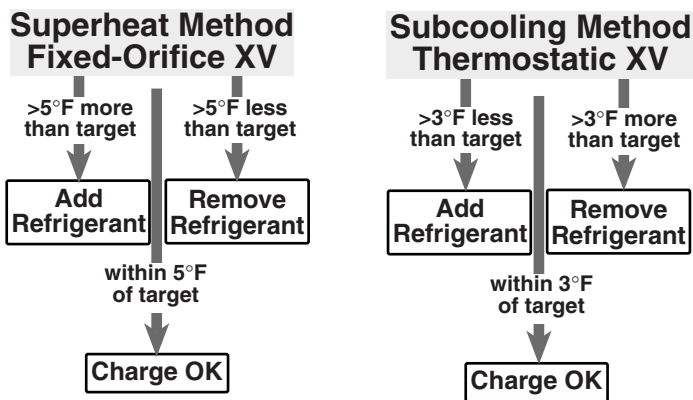 Superheat Method
Fixed-Orifice XV
>5°F more
than target
>5°F less
than target
Add
Refrigerant
Remove
Refrigerant
within 5°F
of target
Charge OK
Subcooling Method
Thermostatic XV
>3°F less
than target
>3°F more
than target
Add
Refrigerant
Remove
Refrigerant
within 3°F
of target
Charge OK